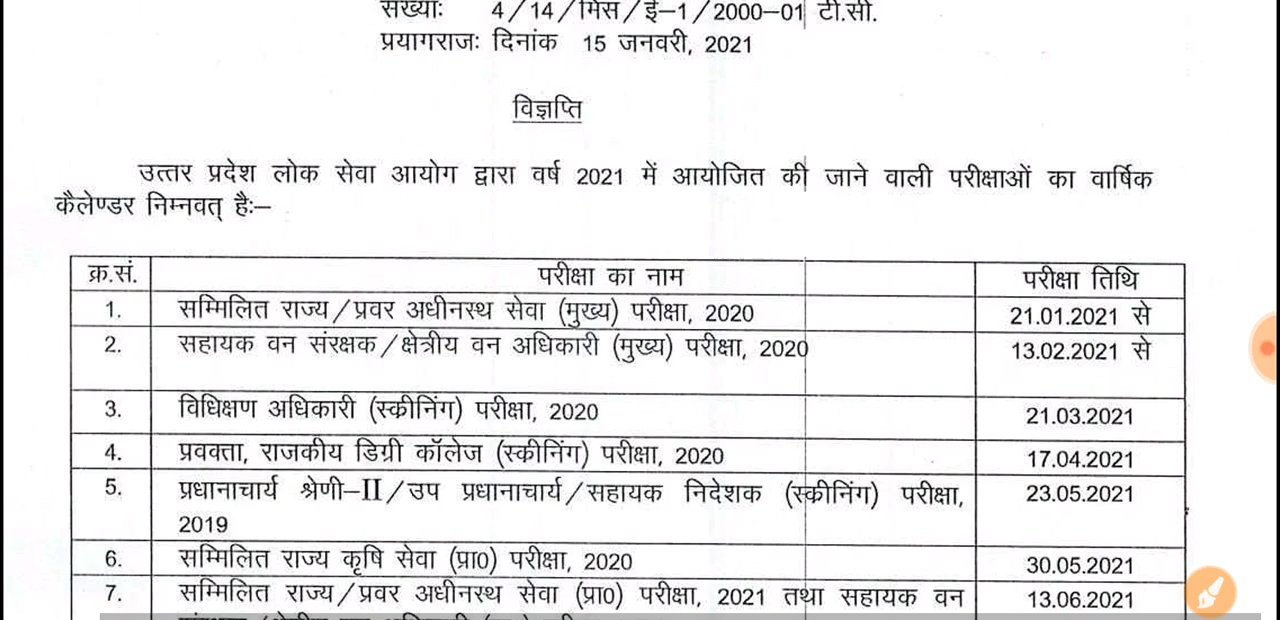 संख्याः 4/14/मिस/ई-1/2000-01 टी.सी.
प्रयागराजः दिनांक 15 जनवरी, 2021
विज्ञप्ति
उत्तर प्रदेश लोक सेवा आयोग द्वारा वर्ष 2021 में आयोजित की जाने वाली परीक्षाओं का वार्षिक
कैलेण्डर निम्नवत् हैः-
क्र.सं. परीक्षा का नाम परीक्षा तिथि
1. सम्मिलित राज्य/प्रवर अधीनस्थ सेवा (मुख्य) परीक्षा, 2020 21.01.2021 से
2. सहायक वन संरक्षक/क्षेत्रीय वन अधिकारी (मुख्य) परीक्षा, 2020 13.02.2021 से
3. विधिक्षण अधिकारी (स्कीनिंग) परीक्षा, 2020 21.03.2021
4. प्रवक्ता, राजकीय डिग्री कॉलेज (स्कीनिंग) परीक्षा, 2020 17.04.2021
5. प्रधानाचार्य श्रेणी-II/उप प्रधानाचार्य/सहायक निदेशक (स्कीनिंग) परीक्षा, 23.05.2021
2019
6. सम्मिलित राज्य कृषि सेवा (प्रा0) परीक्षा, 2020 30.05.2021
7. सम्मिलित राज्य/प्रवर अधीनस्थ सेवा (प्रा0) परीक्षा, 2021 तथा सहायक वन 13.06.2021